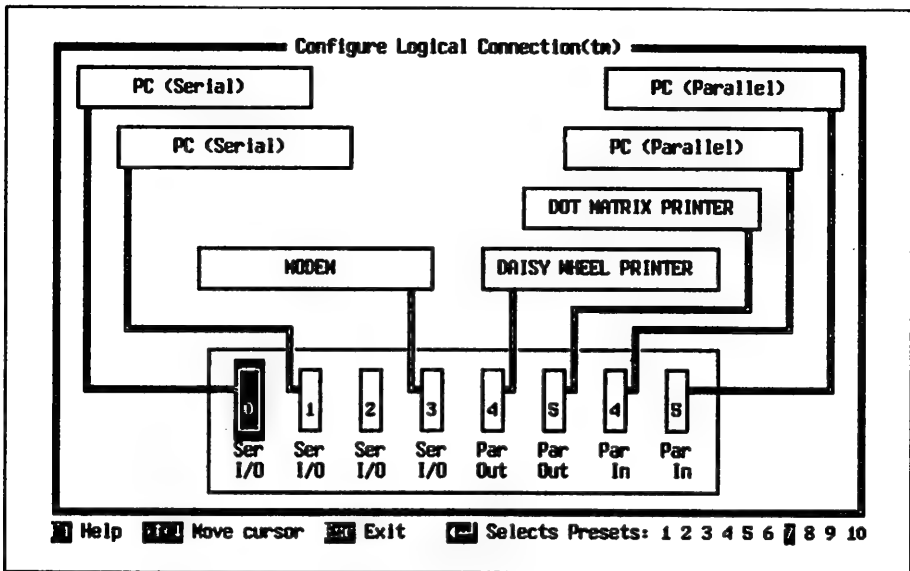 Configure Logical Connection(tm)
PC (Serial)
PC (Parallel)
PC (Serial)
PC (Parallel)
DOT MATRIX PRINTER
MODEM
DAISY WHEEL PRINTER
0 1 2 3 4 5 4 5
Ser Ser Ser Ser Par Par Par Par
I/O I/O I/O I/O Out Out In In
Help Move cursor Exit Selects Presets: 1 2 3 4 5 6 7 8 9 10